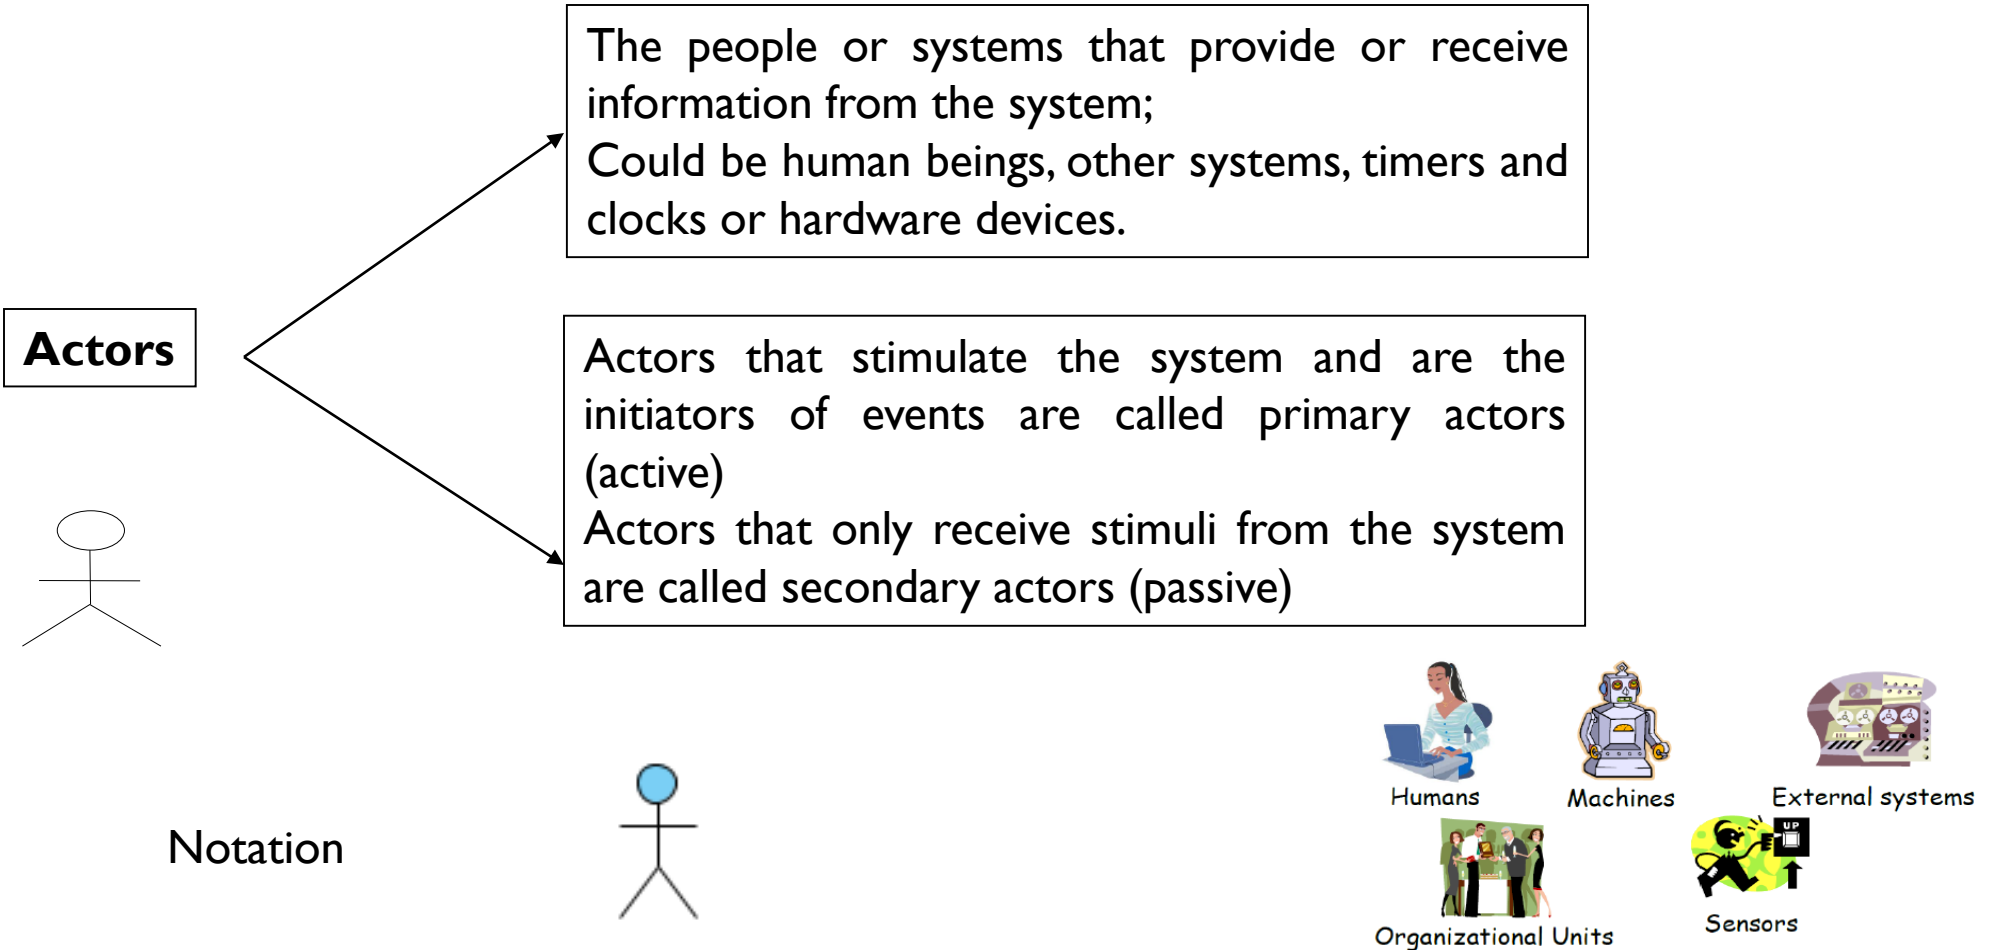 The people or systems that provide or receive
information from the system;
Could be human beings, other systems, timers and
clocks or hardware devices.
Actors
Actors that stimulate the system and are the
initiators of events are called primary actors
(active)
Actors that only receive stimuli from the system
are called secondary actors (passive)
Notation
Humans
Machines
External systems
UP
Organizational Units
Sensors